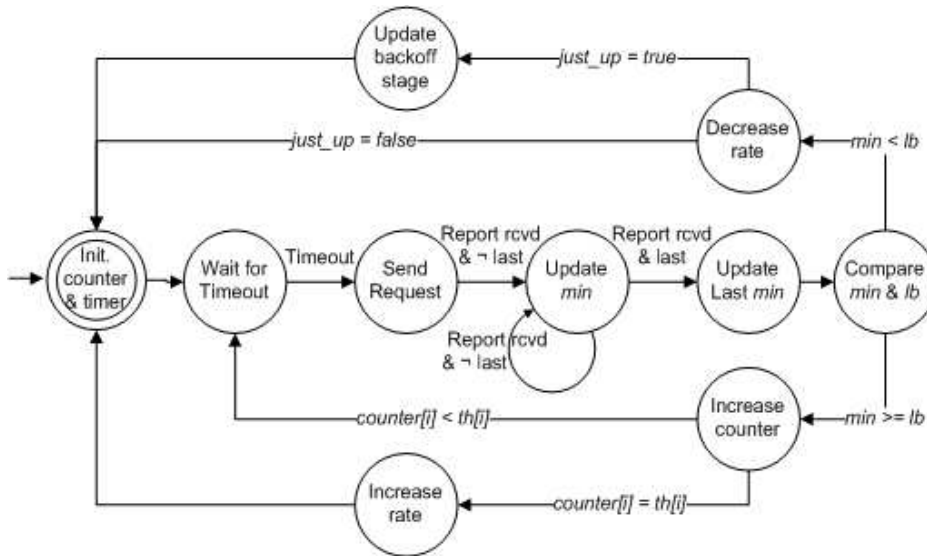 Update
backoff
stage
just_up = true
just_up = false
Decrease
rate
min < lb
Init.
counter
& timer
Wait for
Timeout
Timeout
Send
Request
Report rcvd
& ¬ last
Update
min
Report rcvd
& last
Update
Last min
Compare
min & lb
Report rcvd
& ¬ last
counter[i] < th[i]
Increase
counter
min >= lb
Increase
rate
counter[i] = th[i]